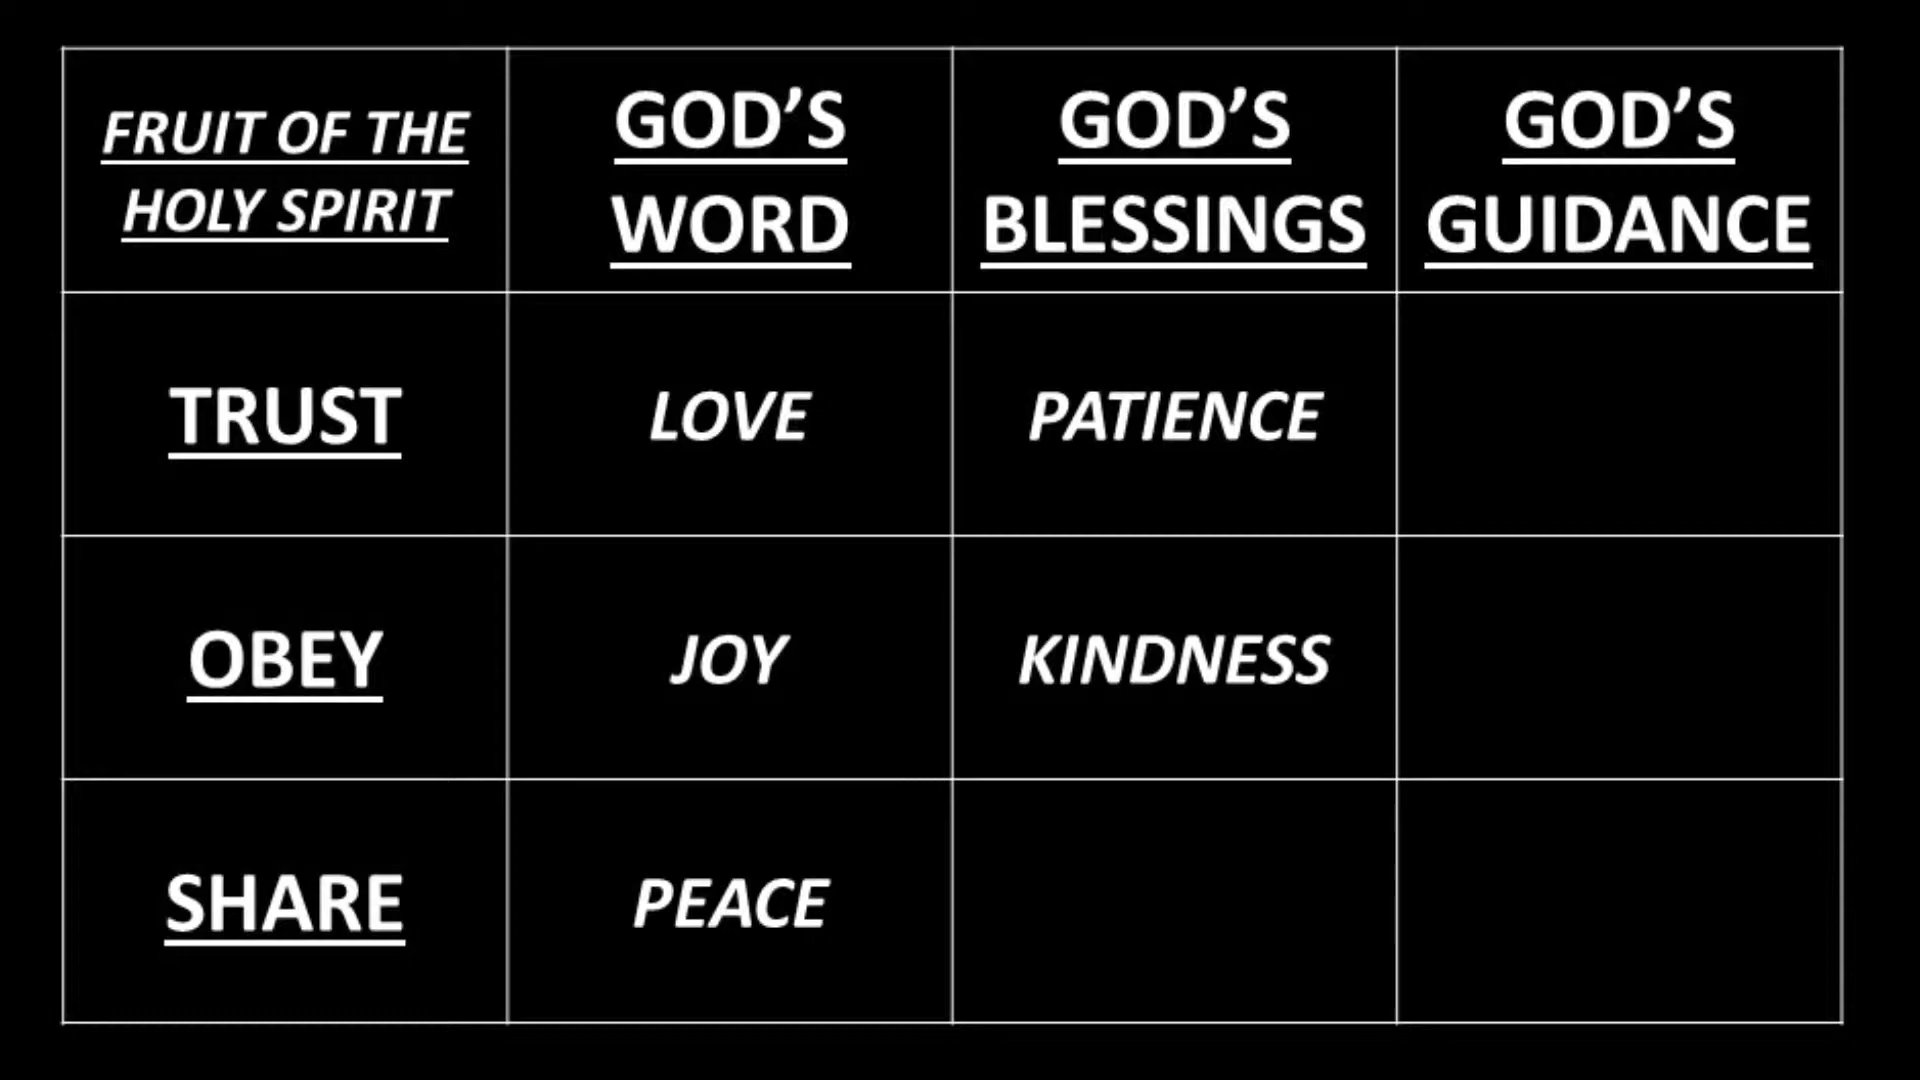 FRUIT OF THE
HOLY SPIRIT
GOD’S
WORD
GOD’S
BLESSINGS
GOD’S
GUIDANCE
TRUST
LOVE
PATIENCE
OBEY
JOY
KINDNESS
SHARE
PEACE